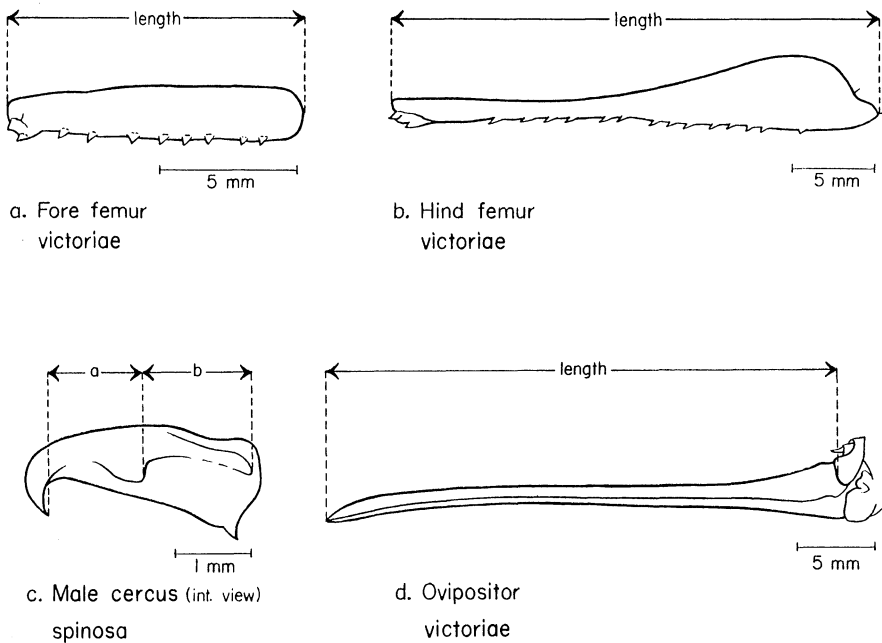 length
length
5 mm
5 mm
a. Fore femur
victoriae
b. Hind femur
victoriae
a
b
length
1 mm
5 mm
c. Male cercus (int. view)
spinosa
d. Ovipositor
victoriae